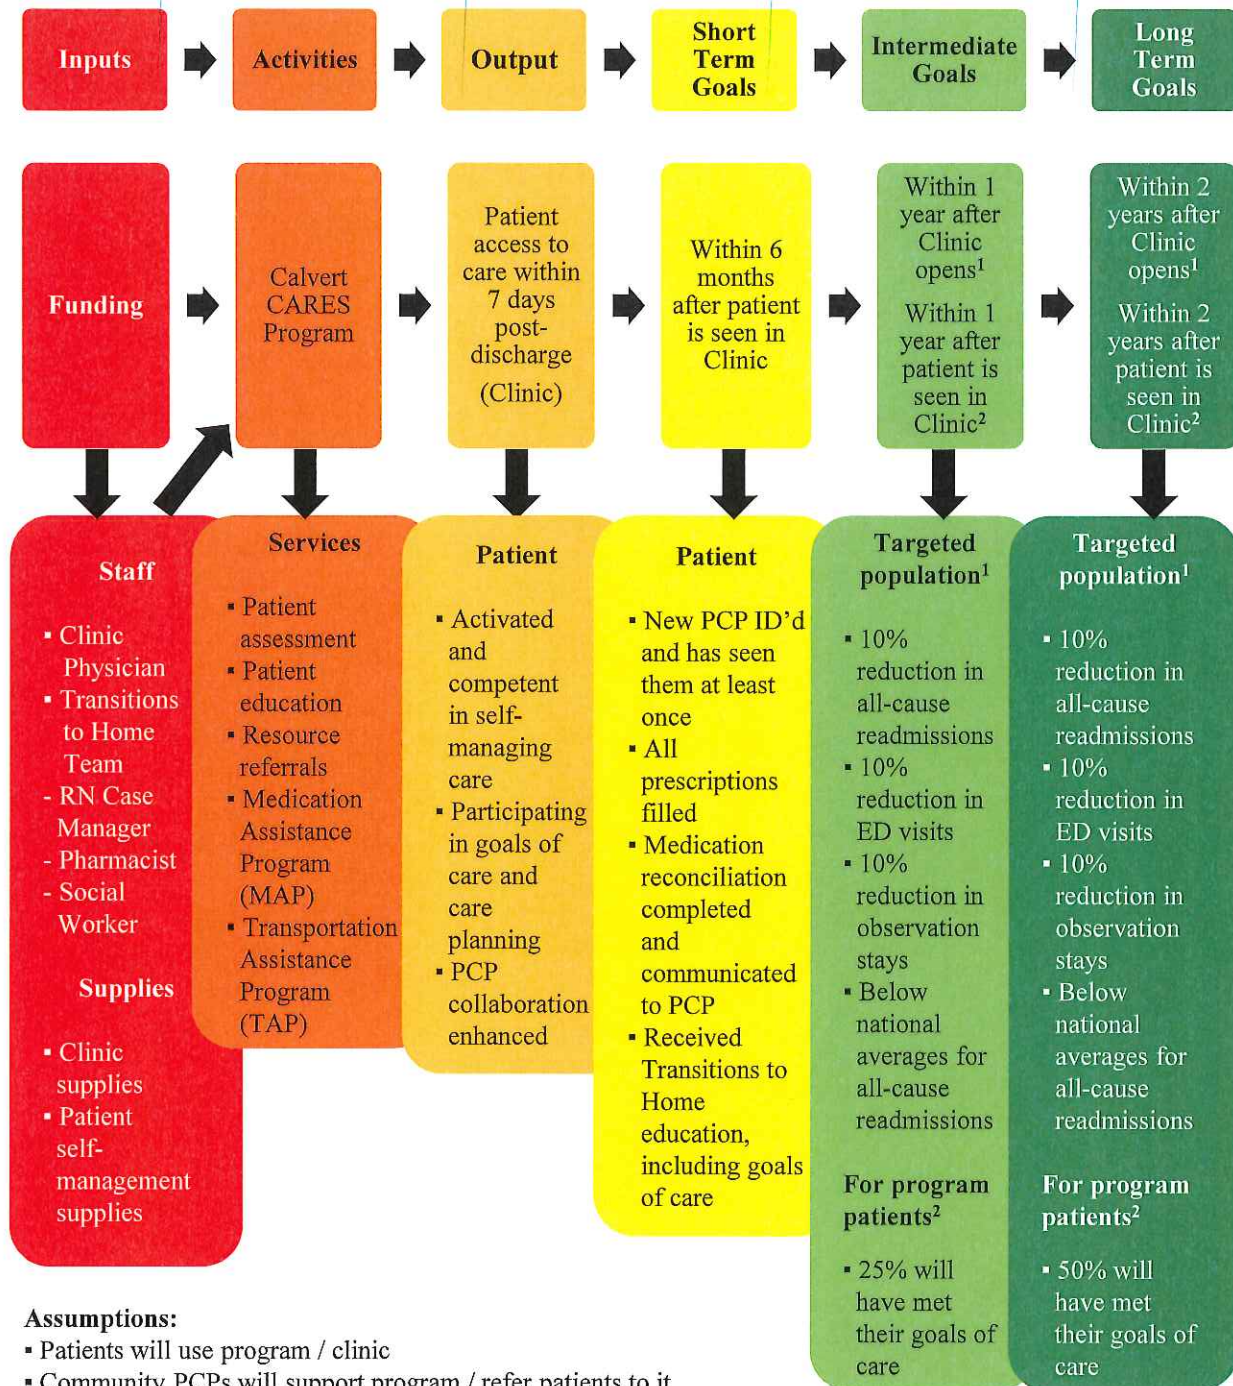 Inputs
Activities
Output
Short
Term
Goals
Intermediate
Goals
Long
Term
Goals
Funding
Calvert
CARES
Program
Patient
access to
care within
7 days
post-
discharge
(Clinic)
Within 6
months
after patient
is seen in
Clinic
Within 1
year after
Clinic
opens¹
Within 1
year after
patient is
seen in
Clinic²
Within 2
years after
Clinic
opens¹
Within 2
years after
patient is
seen in
Clinic²
Staff
▪ Clinic
Physician
▪ Transitions
to Home
Team
- RN Case
Manager
- Pharmacist
- Social
Worker
Supplies
▪ Clinic
supplies
▪ Patient
self-
management
supplies
Services
▪ Patient
assessment
▪ Patient
education
▪ Resource
referrals
▪ Medication
Assistance
Program
(MAP)
▪ Transportation
Assistance
Program
(TAP)
Patient
▪ Activated
and
competent
in self-
managing
care
▪ Participating
in goals of
care and
care
planning
▪ PCP
collaboration
enhanced
Patient
▪ New PCP ID’d
and has seen
them at least
once
▪ All
prescriptions
filled
▪ Medication
reconciliation
completed
and
communicated
to PCP
▪ Received
Transitions to
Home
education,
including goals
of care
Targeted
population¹
▪ 10%
reduction in
all-cause
readmissions
▪ 10%
reduction in
ED visits
▪ 10%
reduction in
observation
stays
▪ Below
national
averages for
all-cause
readmissions
For program
patients²
▪ 25% will
have met
their goals of
care
Targeted
population¹
▪ 10%
reduction in
all-cause
readmissions
▪ 10%
reduction in
ED visits
▪ 10%
reduction in
observation
stays
▪ Below
national
averages for
all-cause
readmissions
For program
patients²
▪ 50% will
have met
their goals of
care
Assumptions:
▪ Patients will use program / clinic
▪ Community PCPs will support program / refer patients to it